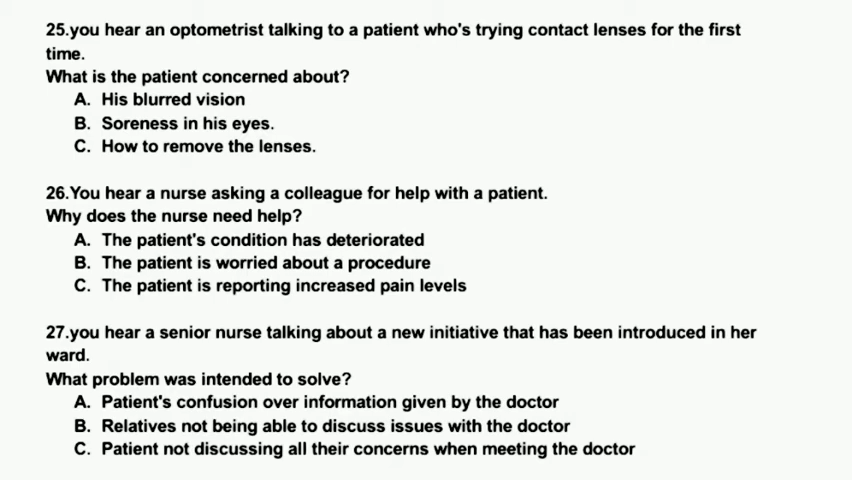 25.you hear an optometrist talking to a patient who's trying contact lenses for the first
time.
What is the patient concerned about?
A. His blurred vision
B. Soreness in his eyes.
C. How to remove the lenses.
26.You hear a nurse asking a colleague for help with a patient.
Why does the nurse need help?
A. The patient's condition has deteriorated
B. The patient is worried about a procedure
C. The patient is reporting increased pain levels
27.you hear a senior nurse talking about a new initiative that has been introduced in her
ward.
What problem was intended to solve?
A. Patient's confusion over information given by the doctor
B. Relatives not being able to discuss issues with the doctor
C. Patient not discussing all their concerns when meeting the doctor